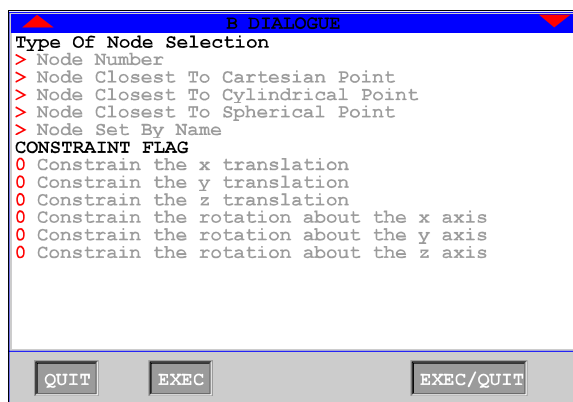 B DIALOGUE
Type Of Node Selection
> Node Number
> Node Closest To Cartesian Point
> Node Closest To Cylindrical Point
> Node Closest To Spherical Point
> Node Set By Name
CONSTRAINT FLAG
0 Constrain the x translation
0 Constrain the y translation
0 Constrain the z translation
0 Constrain the rotation about the x axis
0 Constrain the rotation about the y axis
0 Constrain the rotation about the z axis
QUIT EXEC EXEC/QUIT